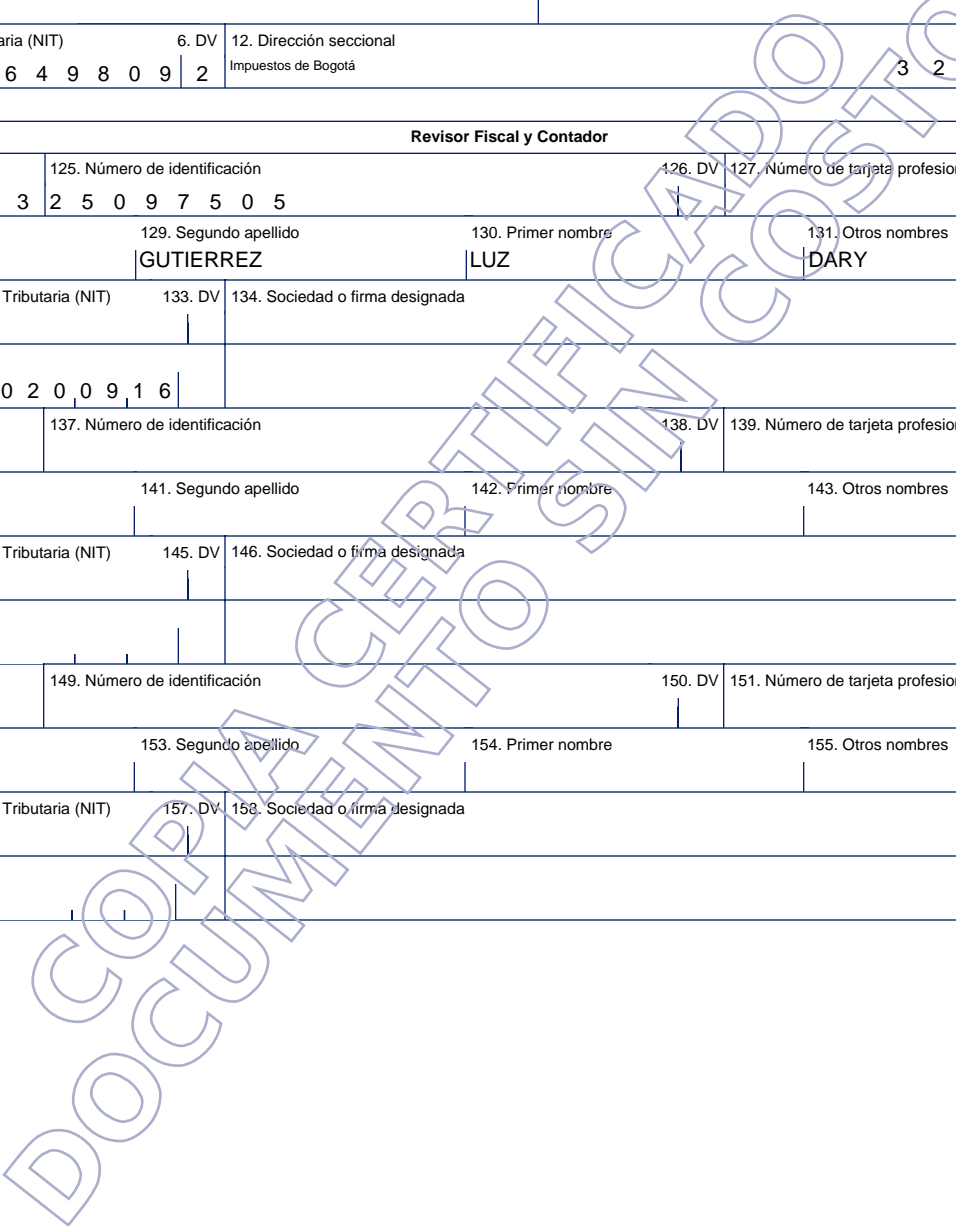 aria (NIT) 6. DV 12. Dirección seccional
6 4 9 8 0 9 2 Impuestos de Bogotá 3 2
Revisor Fiscal y Contador
125. Número de identificación 126. DV 127. Número de tarjeta profesion
3 2 5 0 9 7 5 0 5
129. Segundo apellido 130. Primer nombre 131. Otros nombres
GUTIERREZ LUZ DARY
Tributaria (NIT) 133. DV 134. Sociedad o firma designada
0 2 0 0 9 1 6
137. Número de identificación 138. DV 139. Número de tarjeta profesion
141. Segundo apellido 142. Primer nombre 143. Otros nombres
Tributaria (NIT) 145. DV 146. Sociedad o firma designada
149. Número de identificación 150. DV 151. Número de tarjeta profesion
153. Segundo apellido 154. Primer nombre 155. Otros nombres
Tributaria (NIT) 157. DV 158. Sociedad o firma designada
COPIA CERTIFICADO
DOCUMENTO SIN COSTO